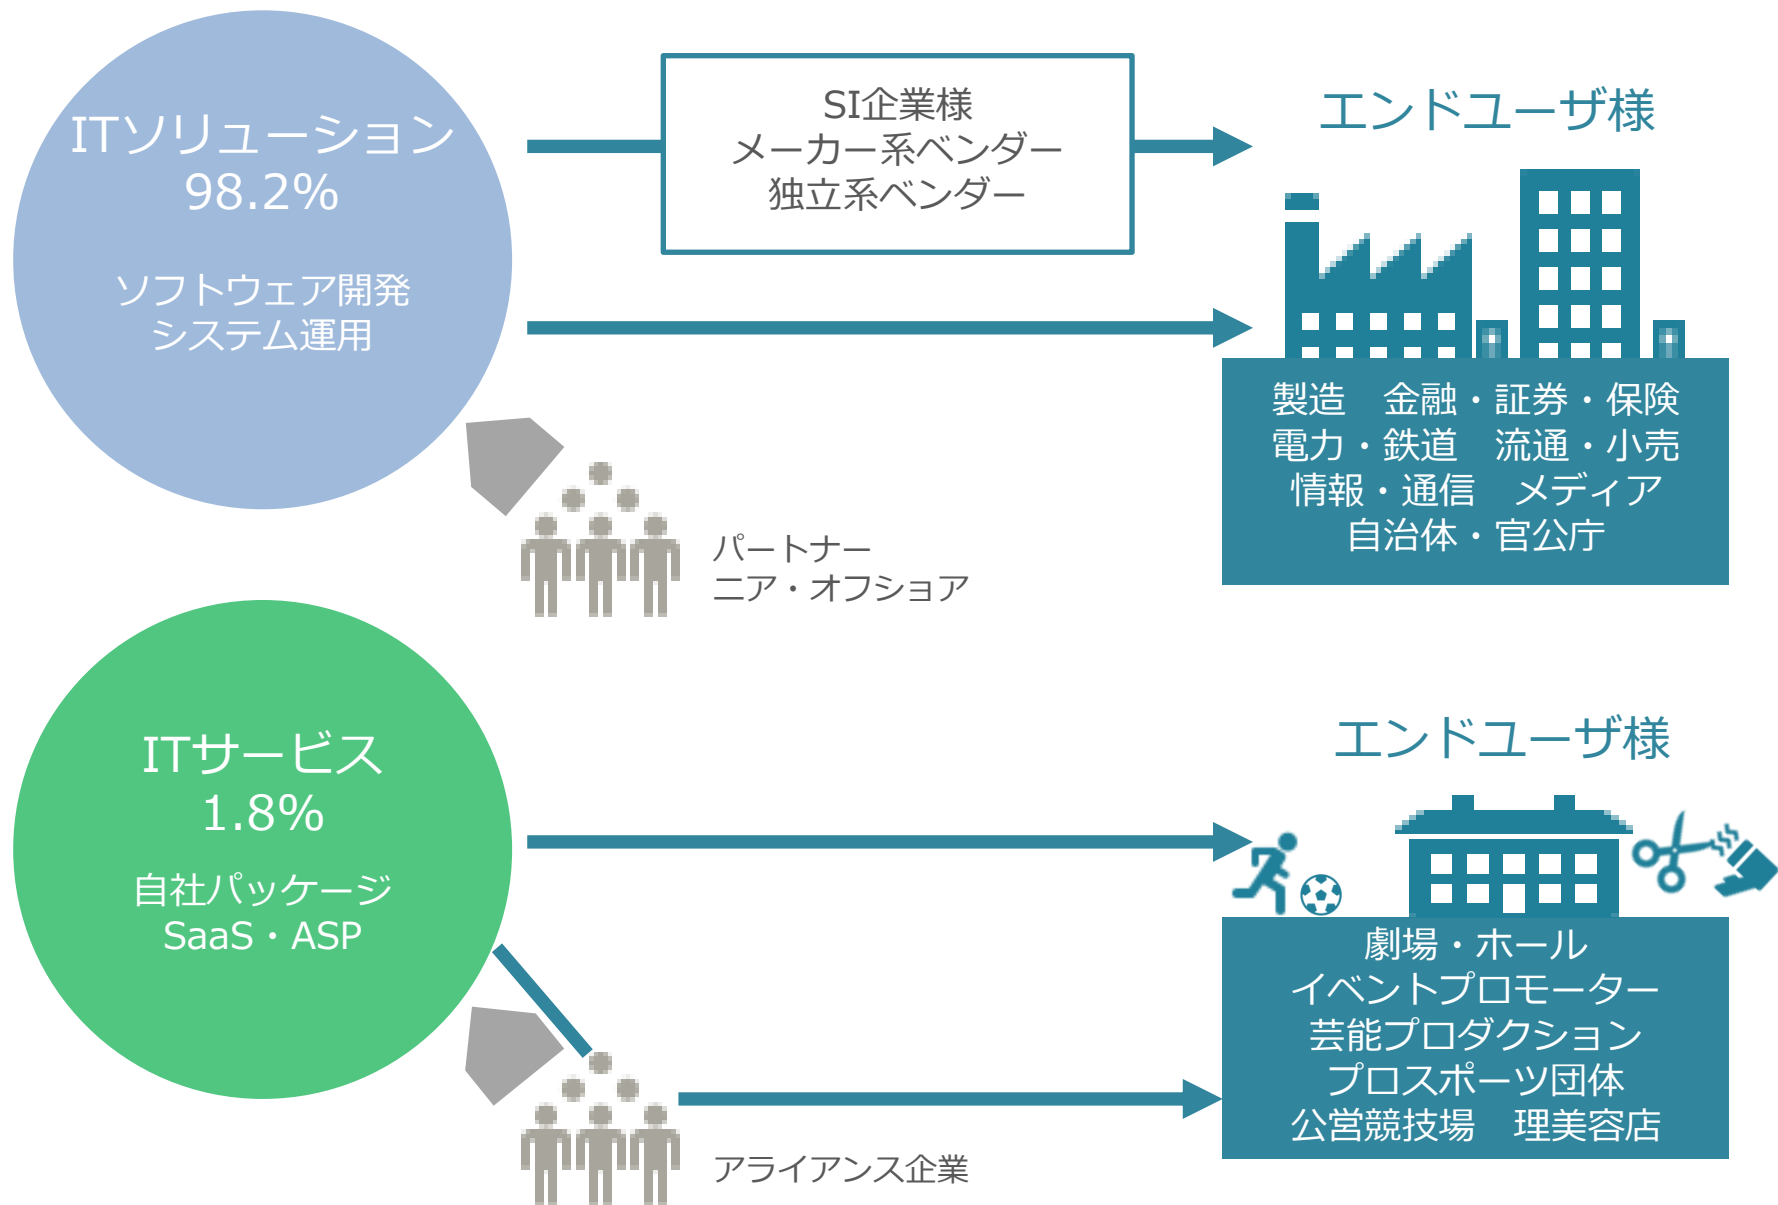 ITソリューション
98.2%
ソフトウェア開発
システム運用
SI企業様
メーカー系ベンダー
独立系ベンダー
エンドユーザ様
製造　金融・証券・保険
電力・鉄道　流通・小売
情報・通信　メディア
自治体・官公庁
パートナー
ニア・オフショア
ITサービス
1.8%
自社パッケージ
SaaS・ASP
エンドユーザ様
劇場・ホール
イベントプロモーター
芸能プロダクション
プロスポーツ団体
公営競技場　理美容店
アライアンス企業